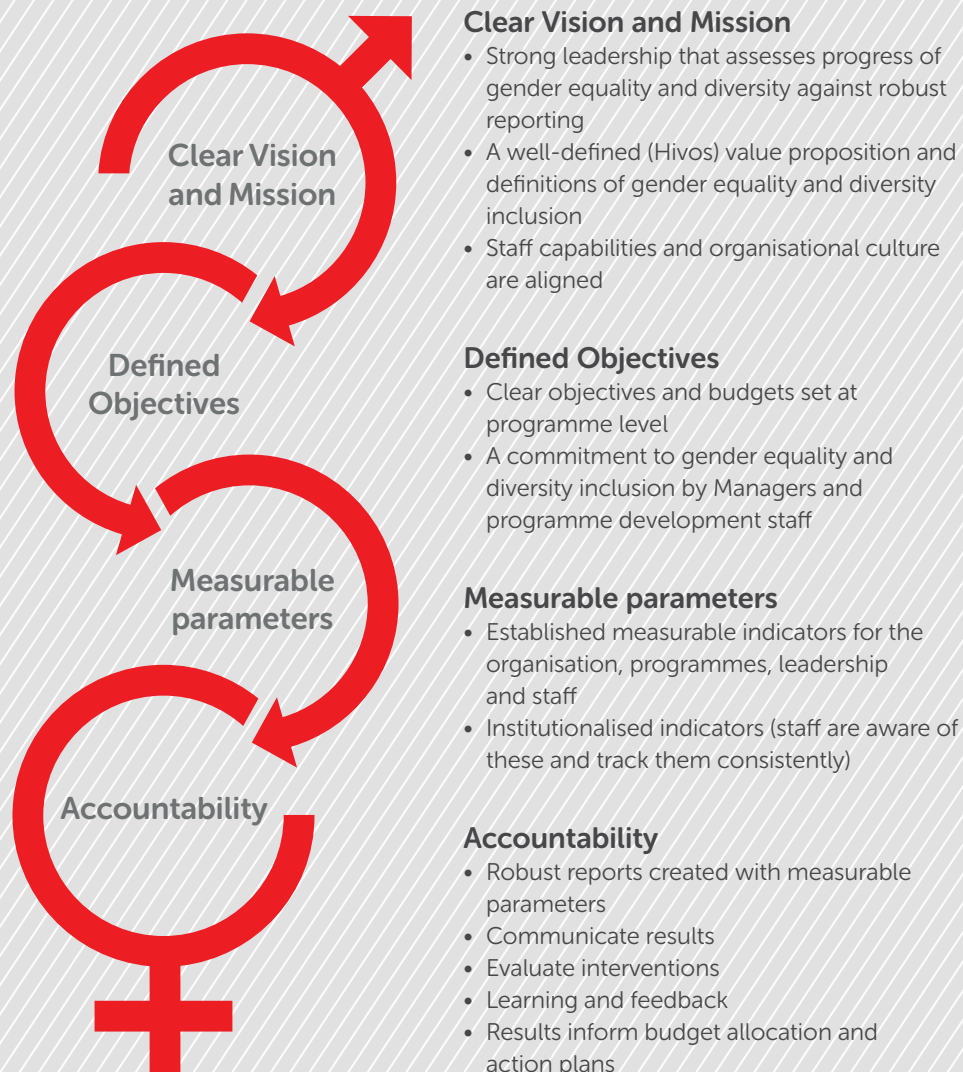 Clear Vision
and Mission
Defined
Objectives
Measurable
parameters
Accountability
Clear Vision and Mission
• Strong leadership that assesses progress of
gender equality and diversity against robust
reporting
• A well-defined (Hivos) value proposition and
definitions of gender equality and diversity
inclusion
• Staff capabilities and organisational culture
are aligned
Defined Objectives
• Clear objectives and budgets set at
programme level
• A commitment to gender equality and
diversity inclusion by Managers and
programme development staff
Measurable parameters
• Established measurable indicators for the
organisation, programmes, leadership
and staff
• Institutionalised indicators (staff are aware of
these and track them consistently)
Accountability
• Robust reports created with measurable
parameters
• Communicate results
• Evaluate interventions
• Learning and feedback
• Results inform budget allocation and
action plans